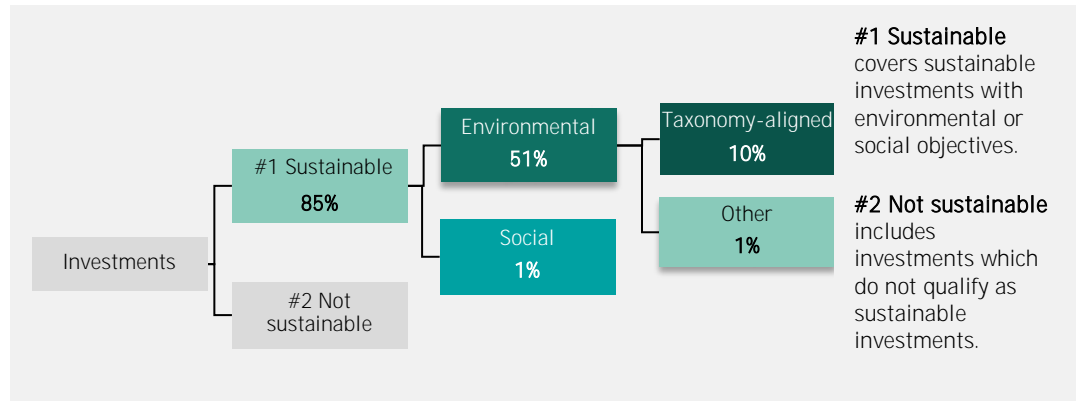 Investments
#1 Sustainable
85%
#2 Not
sustainable
Environmental
51%
Social
1%
Taxonomy-aligned
10%
Other
1%
#1 Sustainable
covers sustainable
investments with
environmental or
social objectives.
#2 Not sustainable
includes
investments which
do not qualify as
sustainable
investments.